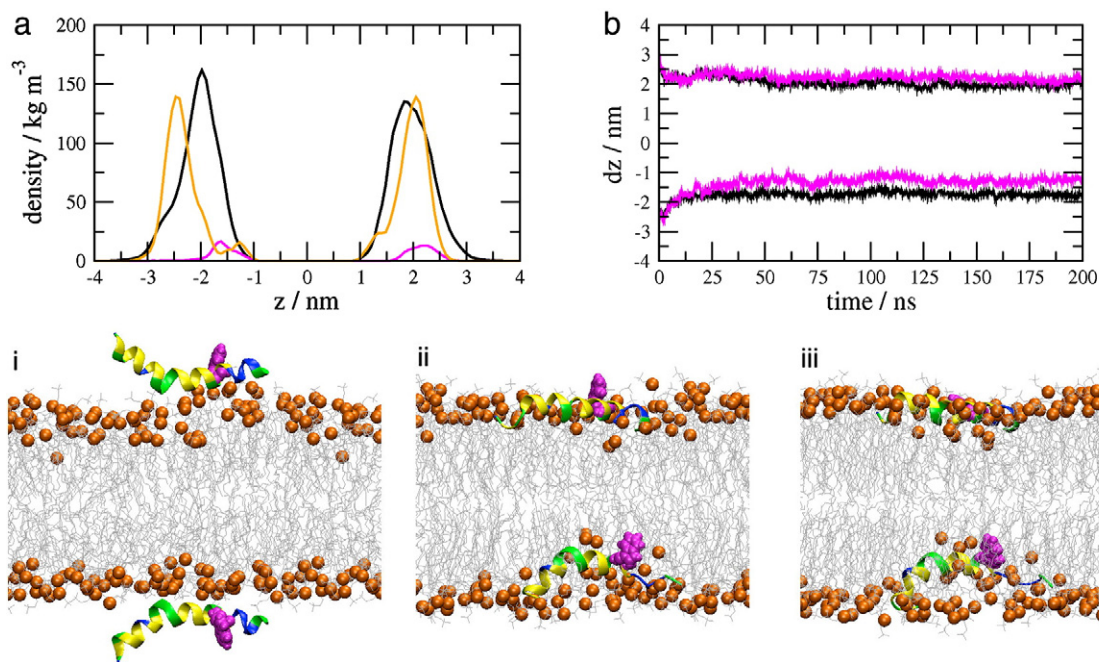 a
density / kg m⁻³
200
150
100
50
0
-4 -3 -2 -1 0 1 2 3 4
z / nm
b
dz / nm
4
3
2
1
0
-1
-2
-3
-4
0 25 50 75 100 125 150 175 200
time / ns
i
ii
iii